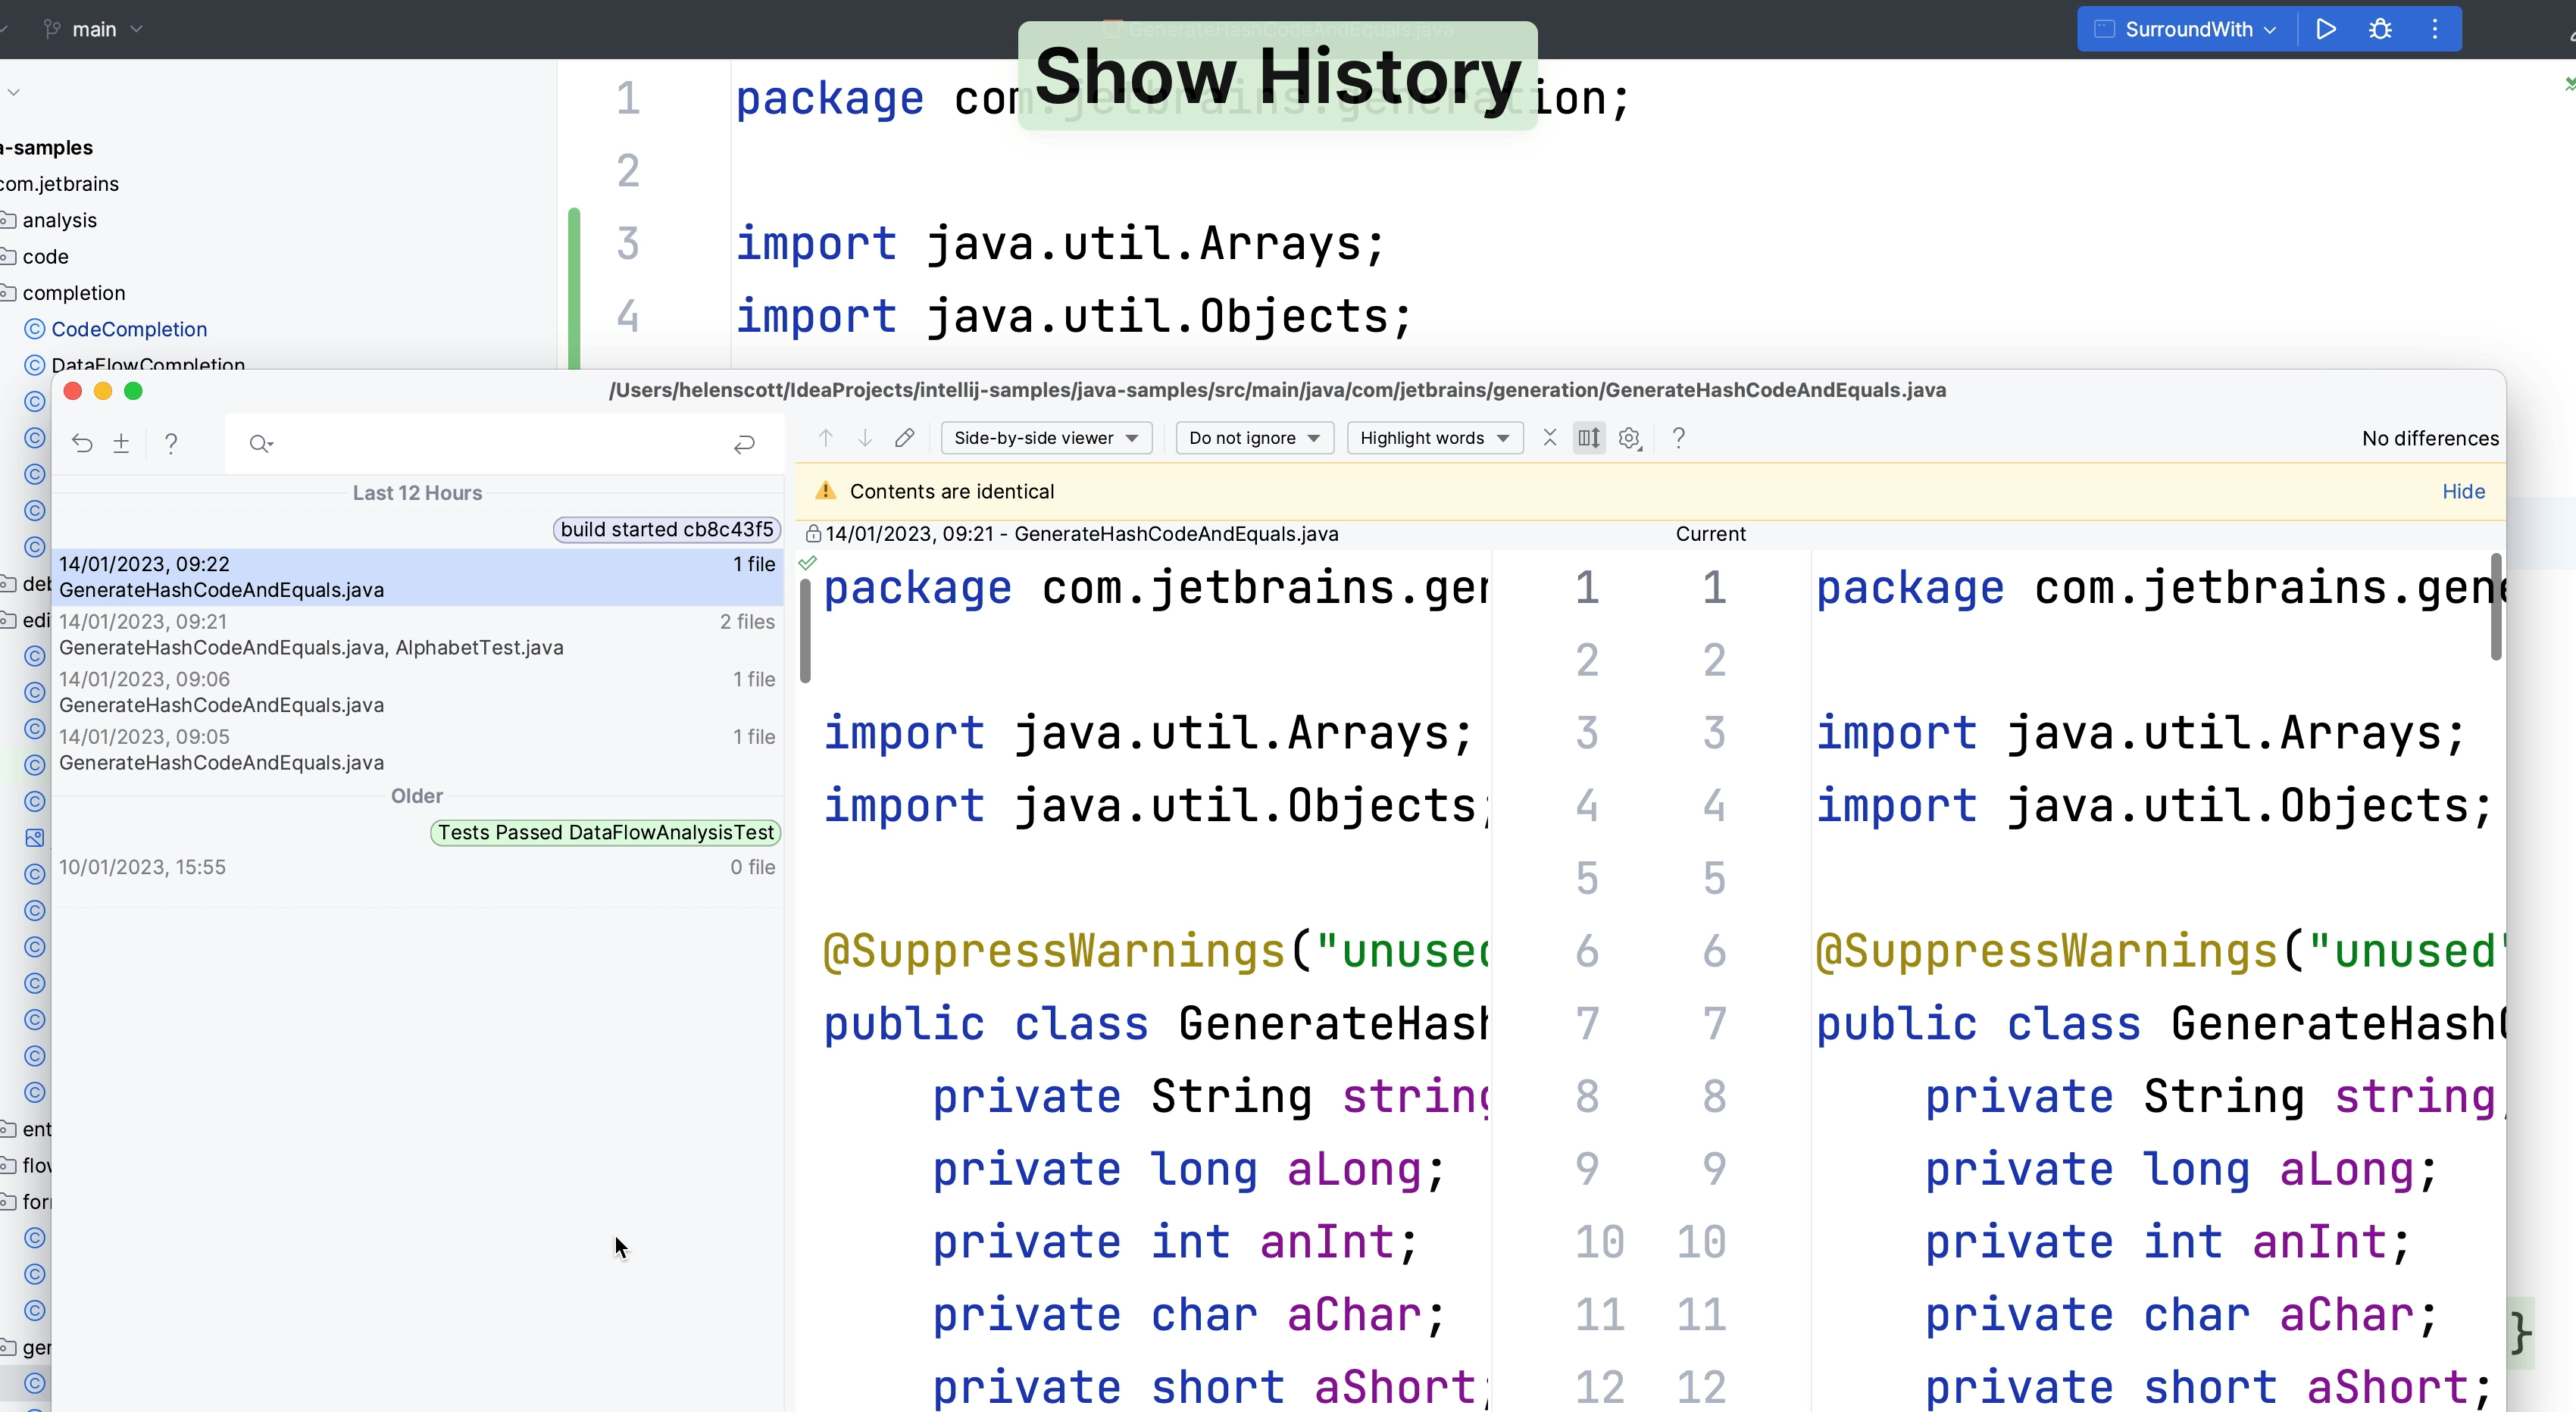 main
GenerateHashCodeAndEquals.java
Show History
SurroundWith
a-samples
com.jetbrains
analysis
code
completion
CodeCompletion
DataFlowCompletion
1 package com.jetbrains.generation;
2
3 import java.util.Arrays;
4 import java.util.Objects;
/Users/helenscott/IdeaProjects/intellij-samples/java-samples/src/main/java/com/jetbrains/generation/GenerateHashCodeAndEquals.java
Side-by-side viewer
Do not ignore
Highlight words
No differences
Contents are identical
Hide
14/01/2023, 09:21 - GenerateHashCodeAndEquals.java
Current
Last 12 Hours
build started cb8c43f5
14/01/2023, 09:22 1 file
GenerateHashCodeAndEquals.java
14/01/2023, 09:21 2 files
GenerateHashCodeAndEquals.java, AlphabetTest.java
14/01/2023, 09:06 1 file
GenerateHashCodeAndEquals.java
14/01/2023, 09:05 1 file
GenerateHashCodeAndEquals.java
Older
Tests Passed DataFlowAnalysisTest
10/01/2023, 15:55 0 file
deb
edi
ent
flov
for
ger
package com.jetbrains.ger 1 1 package com.jetbrains.gene
2 2
import java.util.Arrays; 3 3 import java.util.Arrays;
import java.util.Objects; 4 4 import java.util.Objects;
5 5
@SuppressWarnings("unused 6 6 @SuppressWarnings("unused"
public class GenerateHash 7 7 public class GenerateHashC
private String string 8 8 private String string;
private long aLong; 9 9 private long aLong;
private int anInt; 10 10 private int anInt;
private char aChar; 11 11 private char aChar;
private short aShort; 12 12 private short aShort;
}